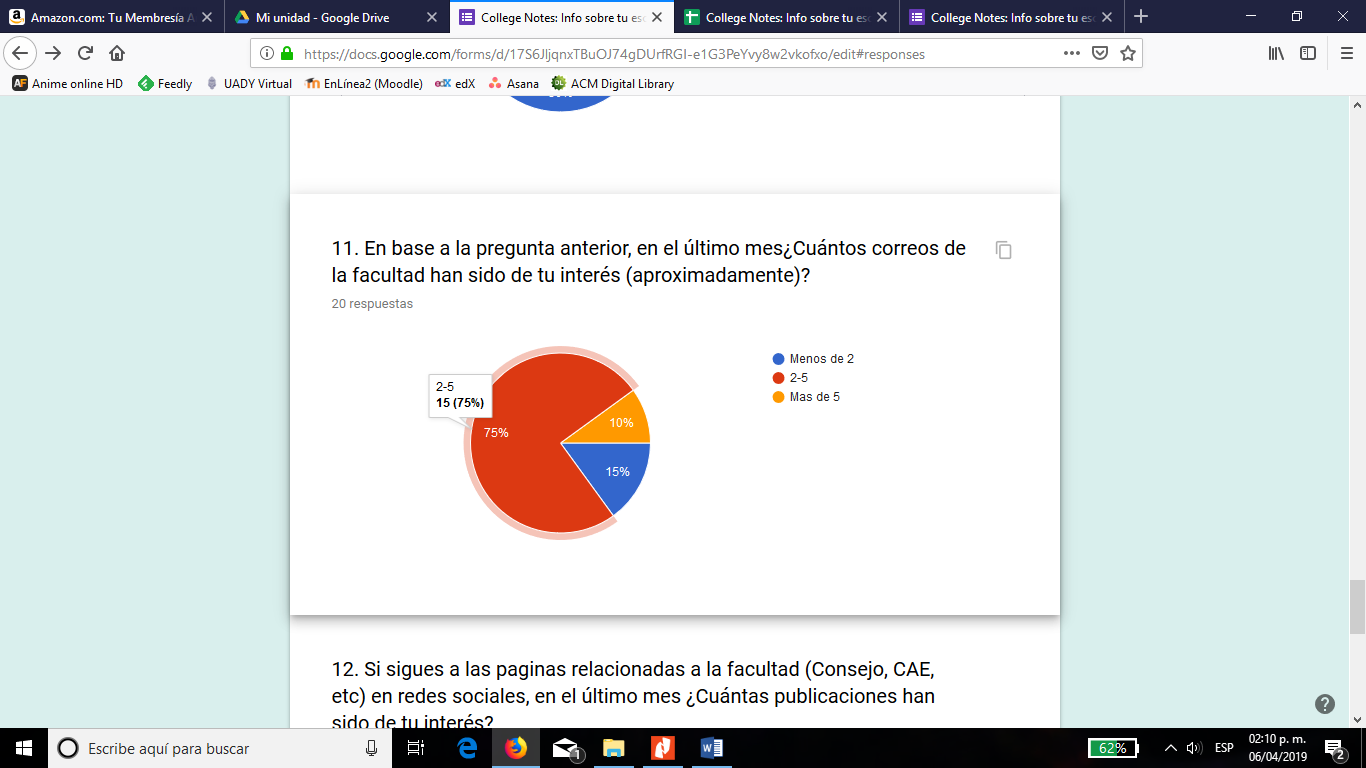 Amazon.com: Tu Membresía A
Mi unidad - Google Drive
College Notes: Info sobre tu es
College Notes: Info sobre tu es
College Notes: Info sobre tu es
https://docs.google.com/forms/d/17S6JljqnxTBuOJ74gDUrfRGI-e1G3PeYvy8w2vkofxo/edit#responses
Anime online HD
Feedly
UADY Virtual
EnLínea2 (Moodle)
edX
Asana
ACM Digital Library
11. En base a la pregunta anterior, en el último mes¿Cuántos correos de
la facultad han sido de tu interés (aproximadamente)?
20 respuestas
2-5
15 (75%)
75%
10%
15%
Menos de 2
2-5
Mas de 5
12. Si sigues a las paginas relacionadas a la facultad (Consejo, CAE,
etc) en redes sociales, en el último mes ¿Cuántas publicaciones han
sido de tu interés?
Escribe aquí para buscar
1
62%
ESP
02:10 p. m.
06/04/2019
2